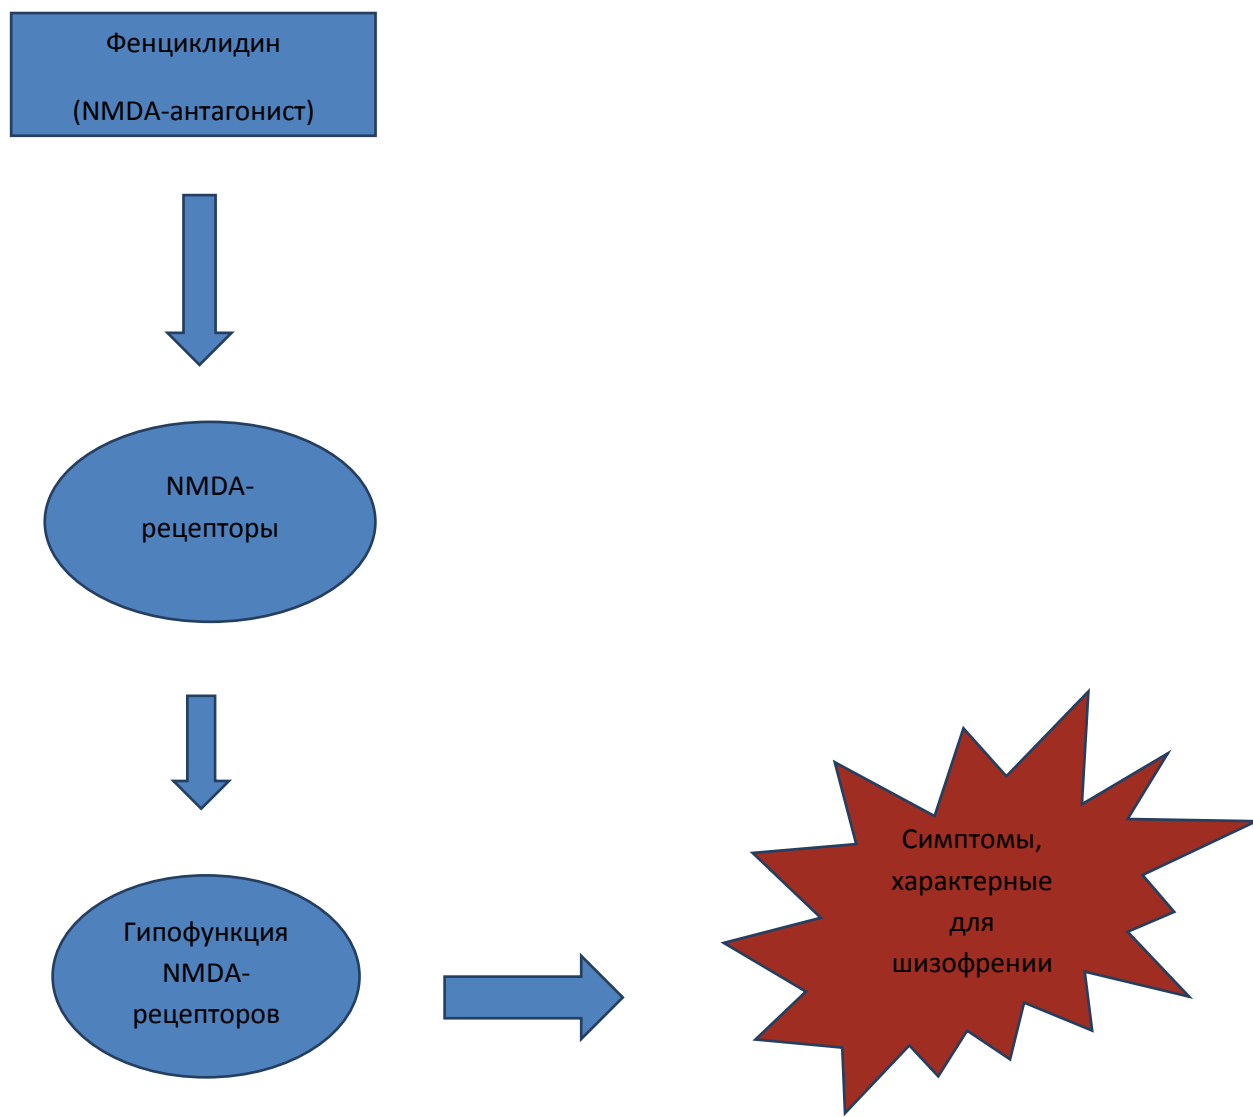 Фенциклидин
(NMDA-антагонист)
NMDA-
рецепторы
Гипофункция
NMDA-
рецепторов
Симптомы,
характерные
для
шизофрении